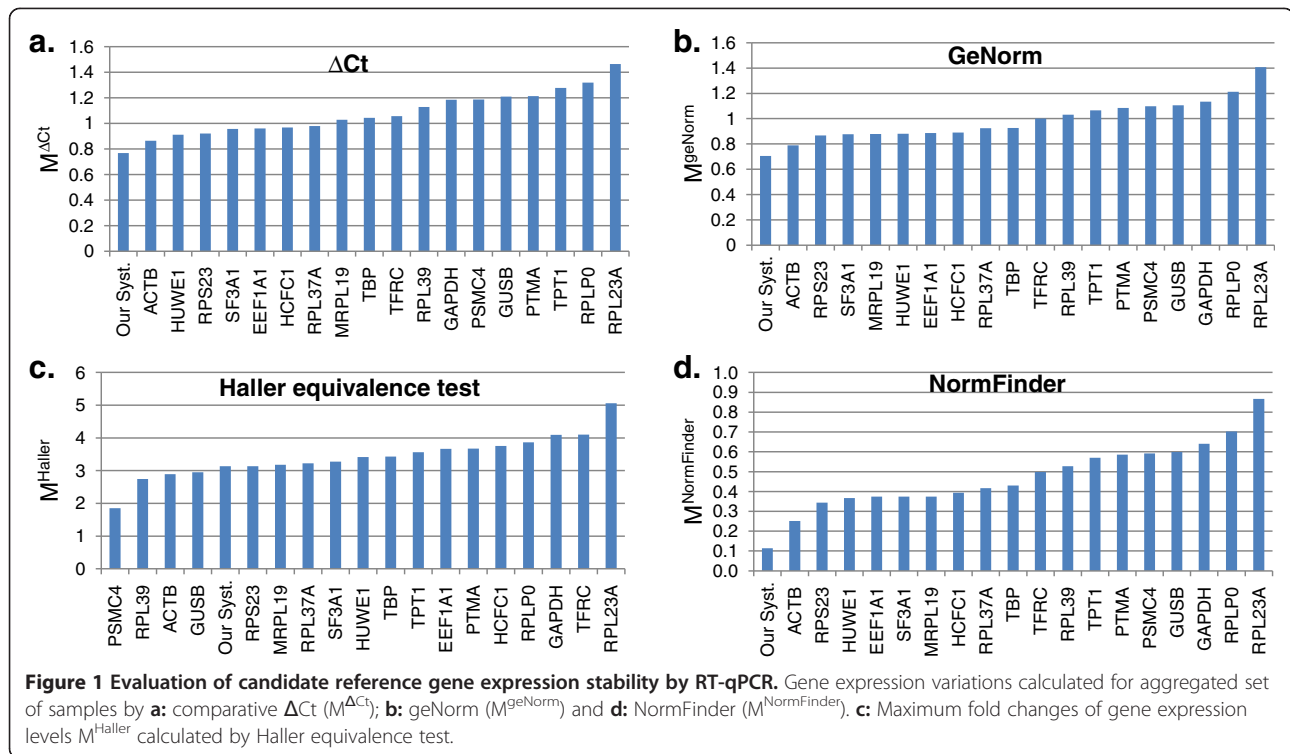 a.
ΔCt
M^ΔCt
1.6
1.4
1.2
1
0.8
0.6
0.4
0.2
0
Our Syst.
ACTB
HUWE1
RPS23
SF3A1
EEF1A1
HCFC1
RPL37A
MRPL19
TBP
TFRC
RPL39
GAPDH
PSMC4
GUSB
PTMA
TPT1
RPLP0
RPL23A
b.
GeNorm
M^geNorm
1.6
1.4
1.2
1
0.8
0.6
0.4
0.2
0
Our Syst.
ACTB
RPS23
SF3A1
MRPL19
HUWE1
EEF1A1
HCFC1
RPL37A
TBP
TFRC
RPL39
TPT1
PTMA
PSMC4
GUSB
GAPDH
RPLP0
RPL23A
c.
Haller equivalence test
M^Haller
6
5
4
3
2
1
0
PSMC4
RPL39
ACTB
GUSB
Our Syst.
RPS23
MRPL19
RPL37A
SF3A1
HUWE1
TBP
TPT1
EEF1A1
PTMA
HCFC1
RPLP0
GAPDH
TFRC
RPL23A
d.
NormFinder
M^NormFinder
1.0
0.9
0.8
0.7
0.6
0.5
0.4
0.3
0.2
0.1
0.0
Our Syst.
ACTB
RPS23
HUWE1
EEF1A1
SF3A1
MRPL19
HCFC1
RPL37A
TBP
TFRC
RPL39
TPT1
PTMA
PSMC4
GUSB
GAPDH
RPLP0
RPL23A
Figure 1 Evaluation of candidate reference gene expression stability by RT-qPCR. Gene expression variations calculated for aggregated set
of samples by a: comparative ΔCt (M^ΔCt); b: geNorm (M^geNorm) and d: NormFinder (M^NormFinder). c: Maximum fold changes of gene expression
levels M^Haller calculated by Haller equivalence test.